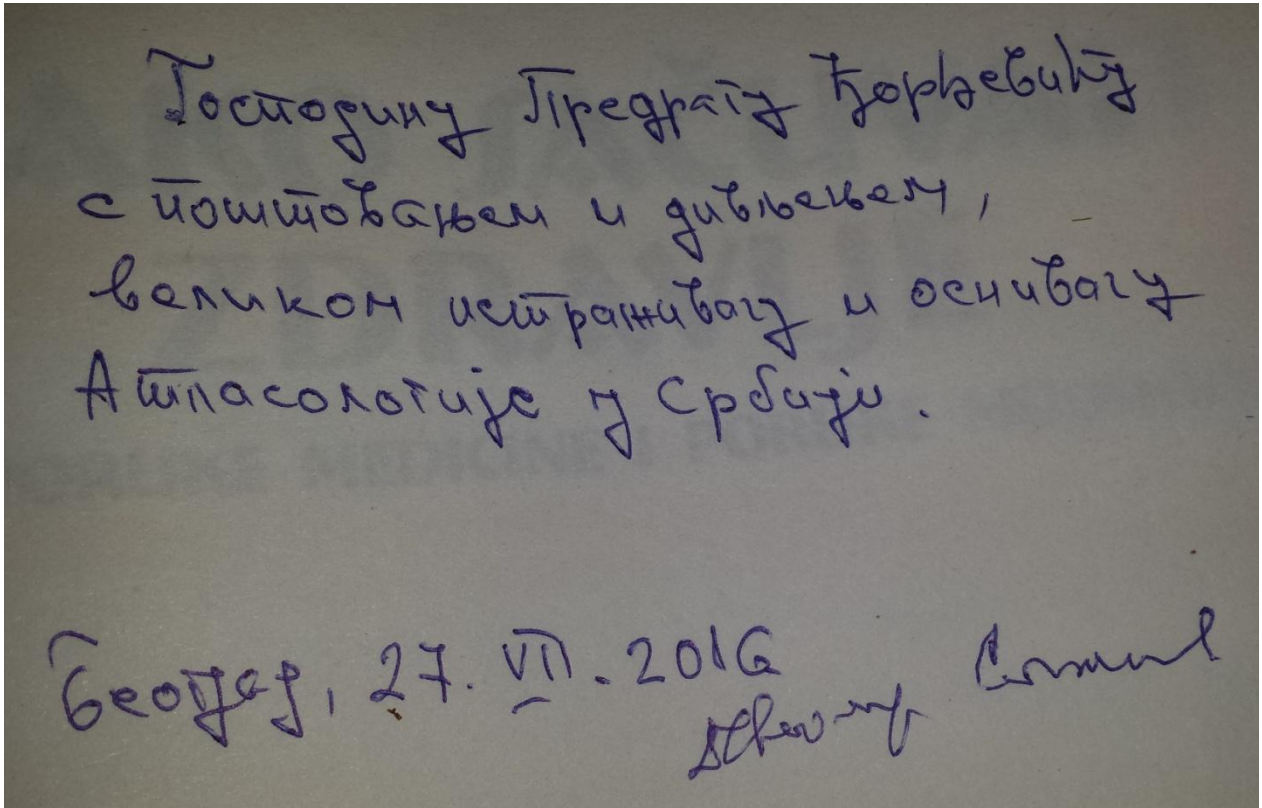 Господину Предрагу Ђорђевићу
с поштовањем и дивљењем,
великом истраживачу и оснивачу
Атласологије у Србији.
Београд, 27. VII. 2016